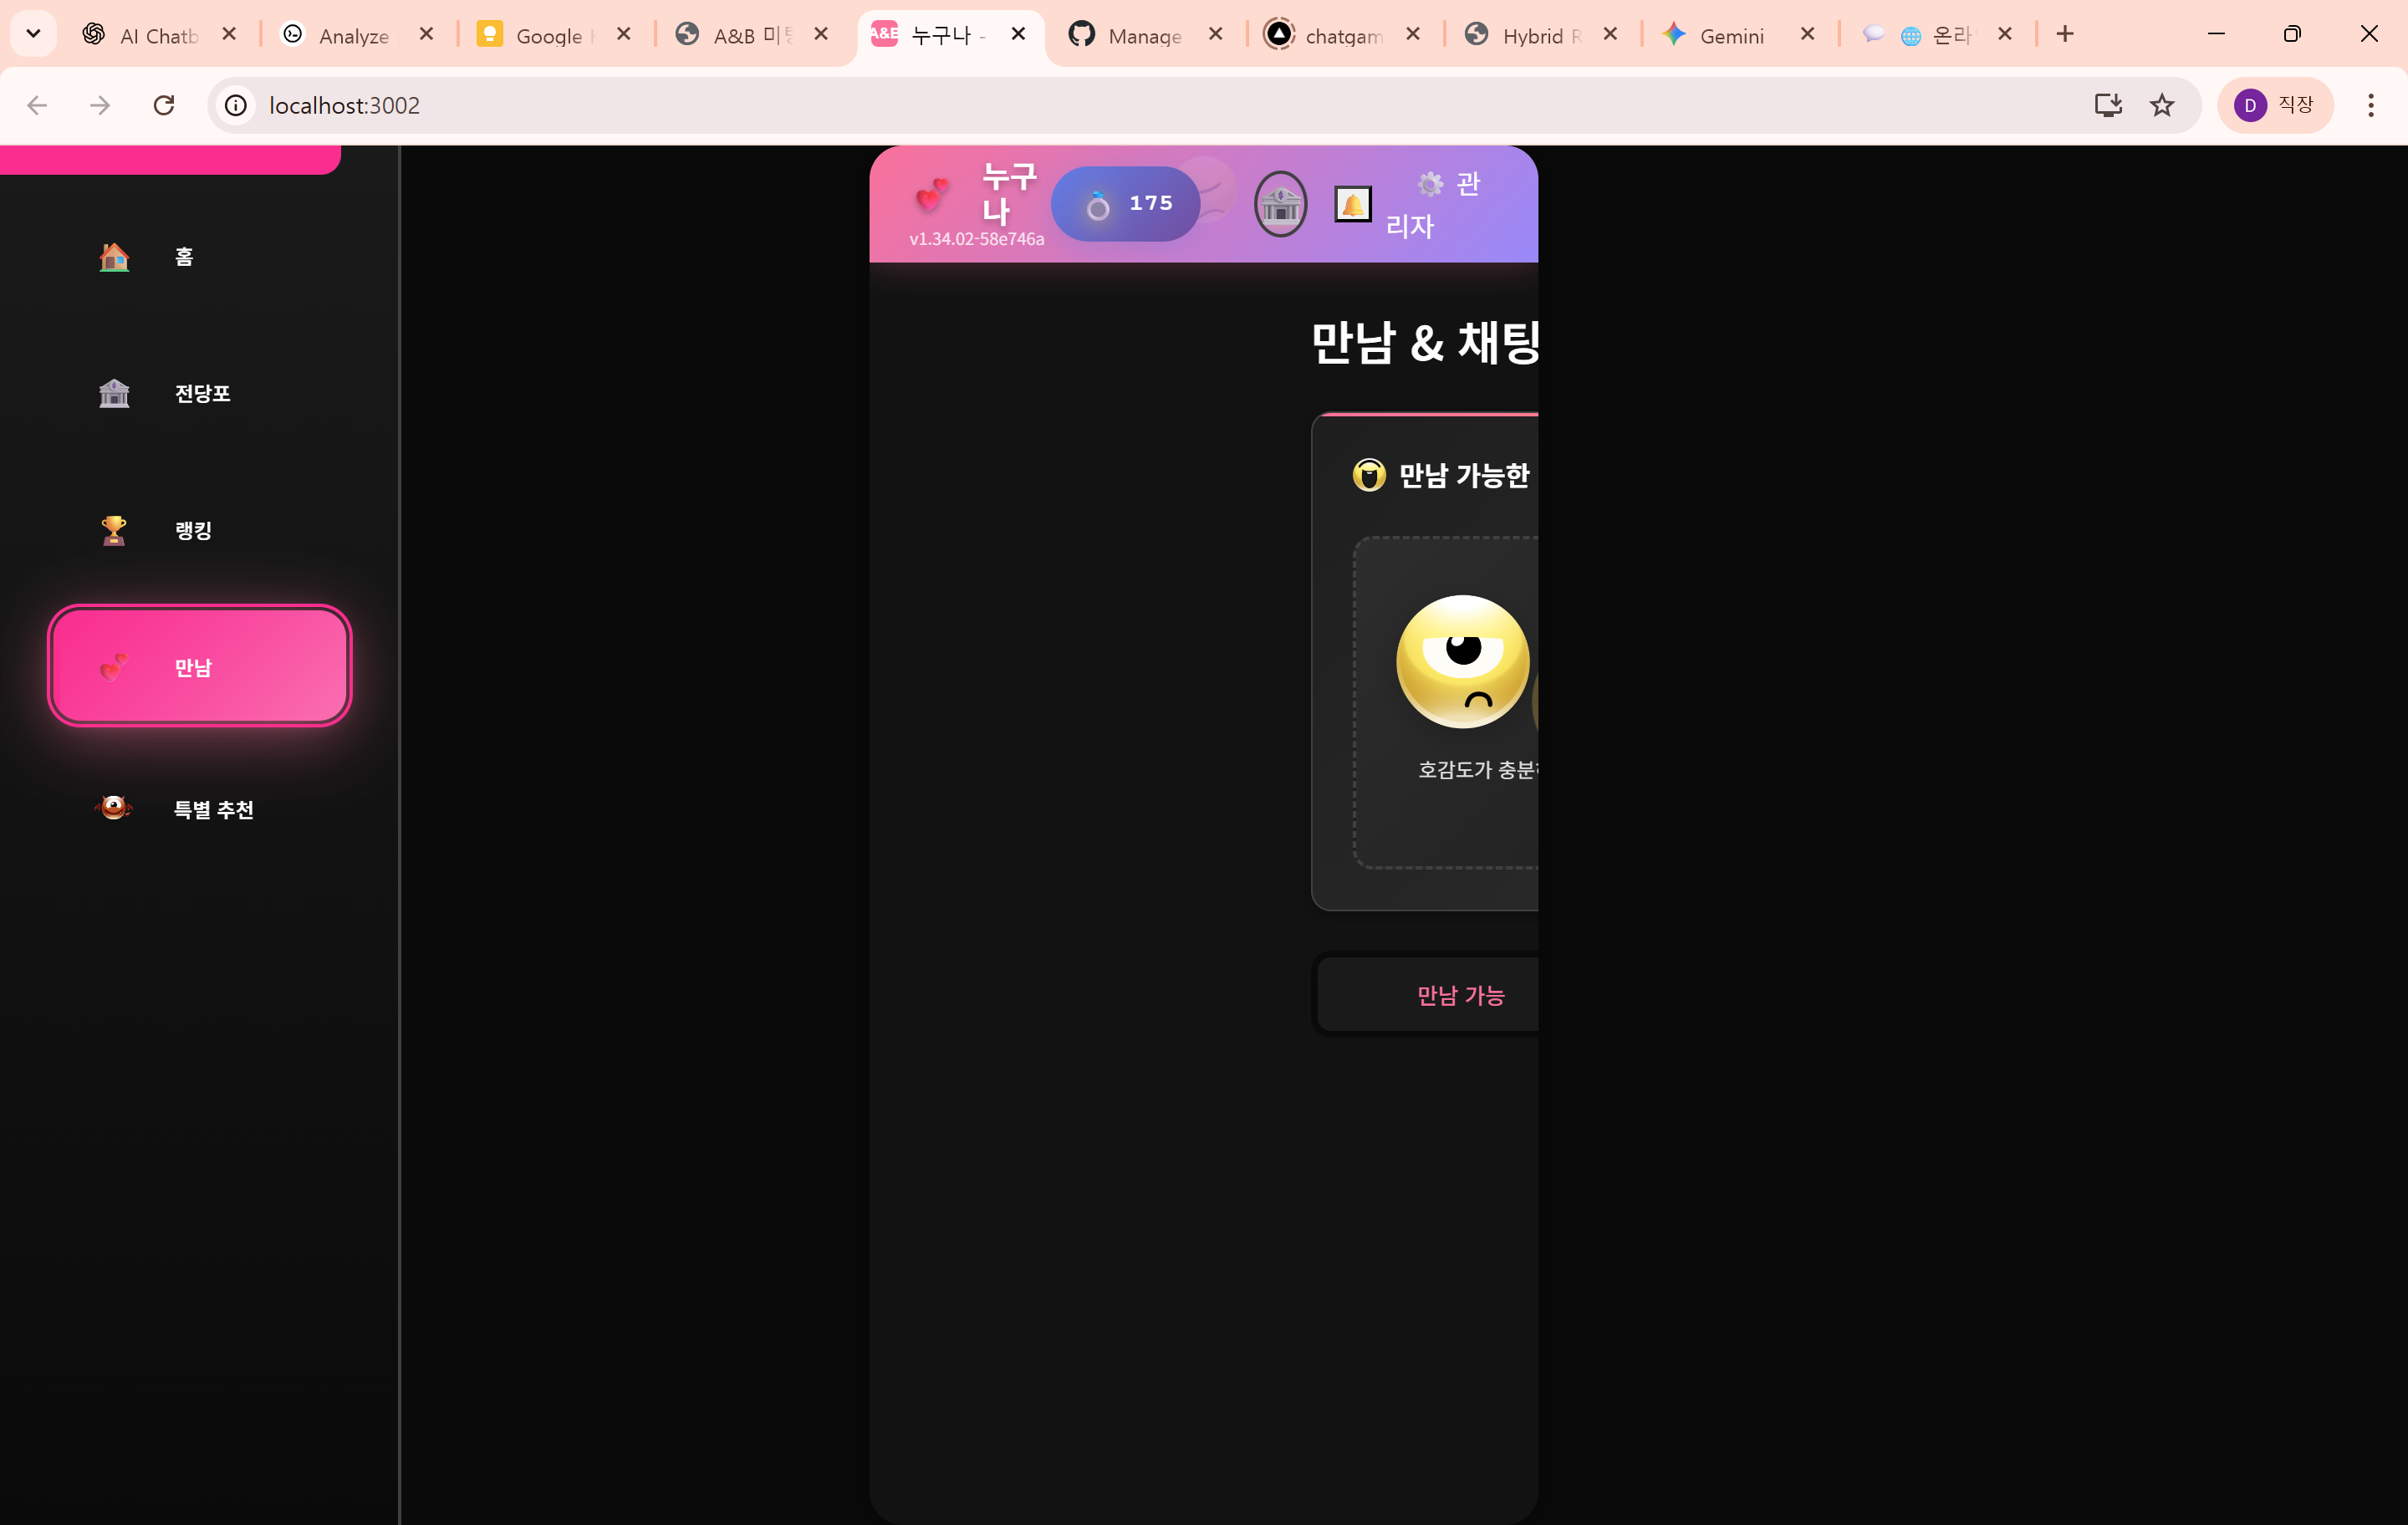 AI Chatb
Analyze
Google
A&B 미
A&B
누구나 -
Manage
chatgam
Hybrid R
Gemini
온라
localhost:3002
D
직장
홈
전당포
랭킹
만남
특별 추천
누구
나
v1.34.02-58e746a
175
관
리자
만남 & 채팅
만남 가능한
호감도가 충분
만남 가능